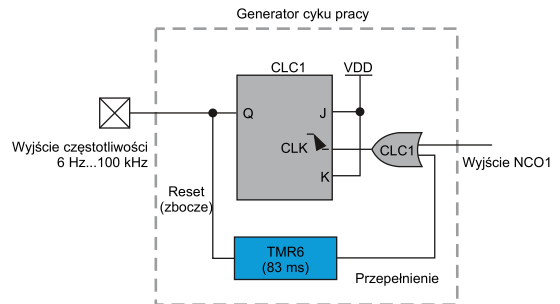 Generator cyku pracy
CLC1
VDD
Q
J
CLK
K
CLC1
Wyjście częstotliwości
6 Hz...100 kHz
Wyjście NCO1
Reset
(zbocze)
TMR6
(83 ms)
Przepełnienie